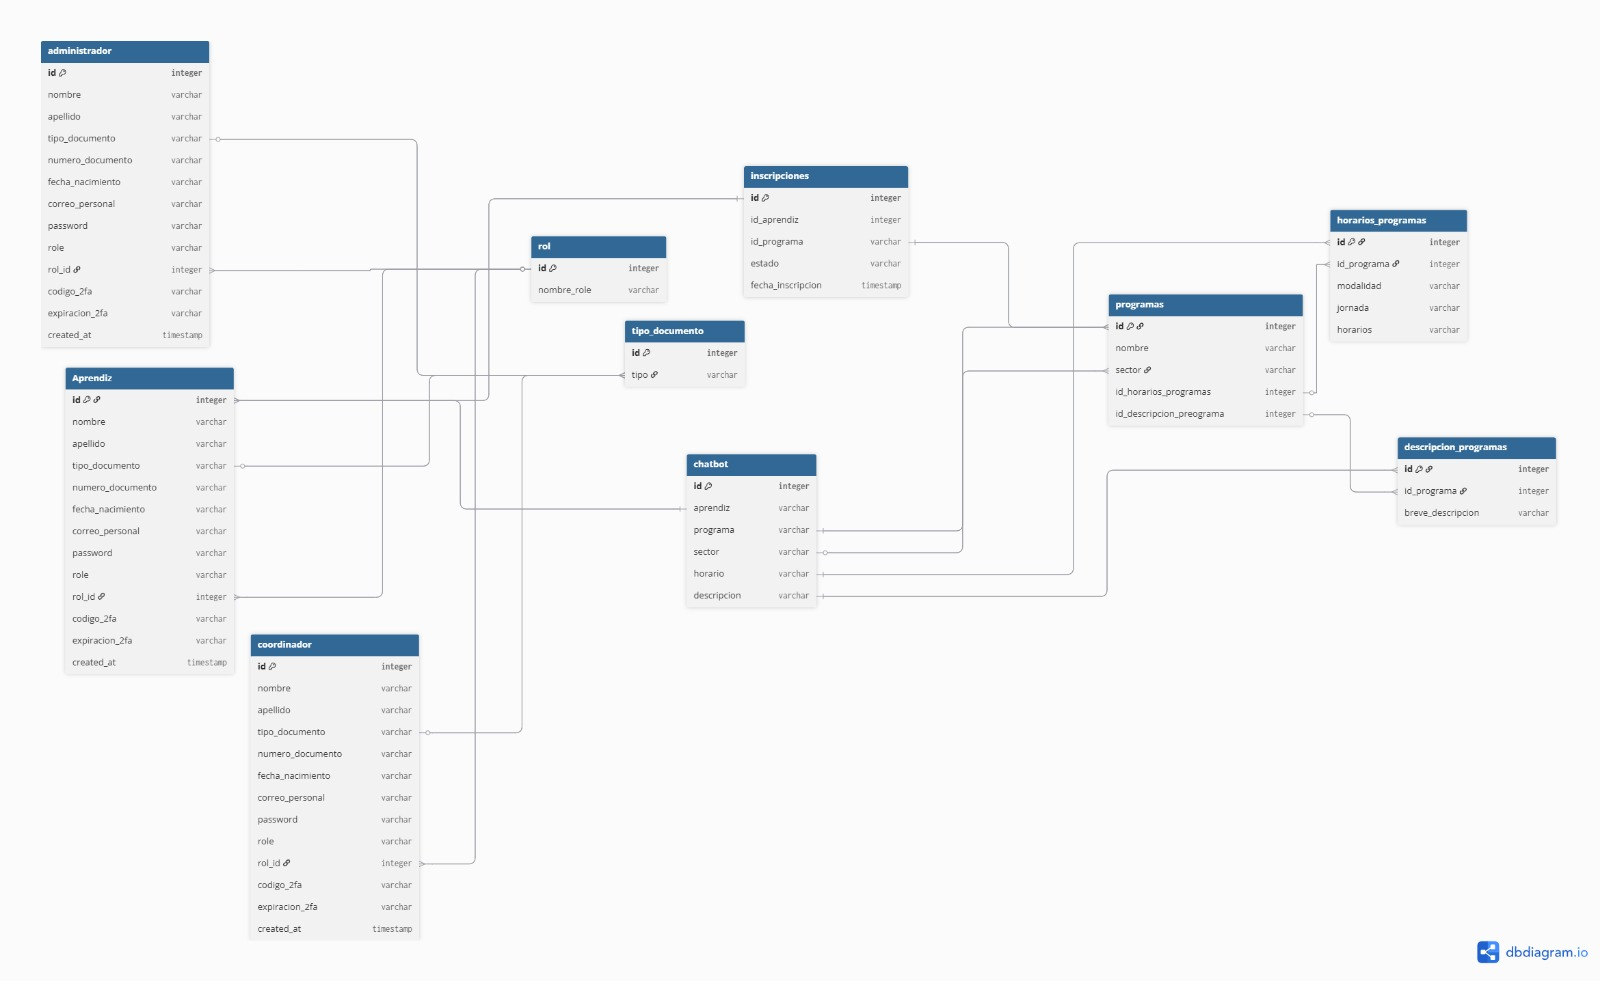 administrador
id integer
nombre varchar
apellido varchar
tipo_documento varchar
numero_documento varchar
fecha_nacimiento varchar
correo_personal varchar
password varchar
role varchar
rol_id integer
codigo_2fa varchar
expiracion_2fa varchar
created_at timestamp
Aprendiz
id integer
nombre varchar
apellido varchar
tipo_documento varchar
numero_documento varchar
fecha_nacimiento varchar
correo_personal varchar
password varchar
role varchar
rol_id integer
codigo_2fa varchar
expiracion_2fa varchar
created_at timestamp
coordinador
id integer
nombre varchar
apellido varchar
tipo_documento varchar
numero_documento varchar
fecha_nacimiento varchar
correo_personal varchar
password varchar
role varchar
rol_id integer
codigo_2fa varchar
expiracion_2fa varchar
created_at timestamp
rol
id integer
nombre_role varchar
tipo_documento
id integer
tipo varchar
inscripciones
id integer
id_aprendiz integer
id_programa varchar
estado varchar
fecha_inscripcion timestamp
chatbot
id integer
aprendiz varchar
programa varchar
sector varchar
horario varchar
descripcion varchar
programas
id integer
nombre varchar
sector varchar
id_horarios_programas integer
id_descripcion_preograma integer
horarios_programas
id integer
id_programa integer
modalidad varchar
jornada varchar
horarios varchar
descripcion_programas
id integer
id_programa integer
breve_descripcion varchar
dbdiagram.io